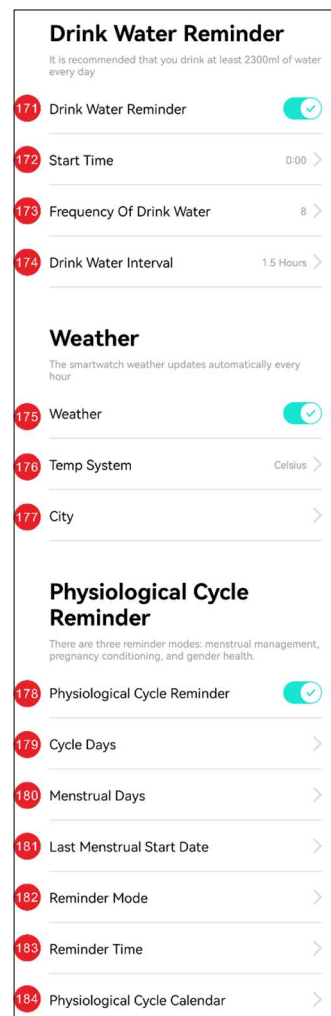 Drink Water Reminder
It is recommended that you drink at least 2300ml of water
every day
171 Drink Water Reminder
172 Start Time 0:00
173 Frequency Of Drink Water 8
174 Drink Water Interval 1.5 Hours
Weather
The smartwatch weather updates automatically every
hour
175 Weather
176 Temp System Celsius
177 City
Physiological Cycle
Reminder
There are three reminder modes: menstrual management,
pregnancy conditioning, and gender health.
178 Physiological Cycle Reminder
179 Cycle Days
180 Menstrual Days
181 Last Menstrual Start Date
182 Reminder Mode
183 Reminder Time
184 Physiological Cycle Calendar